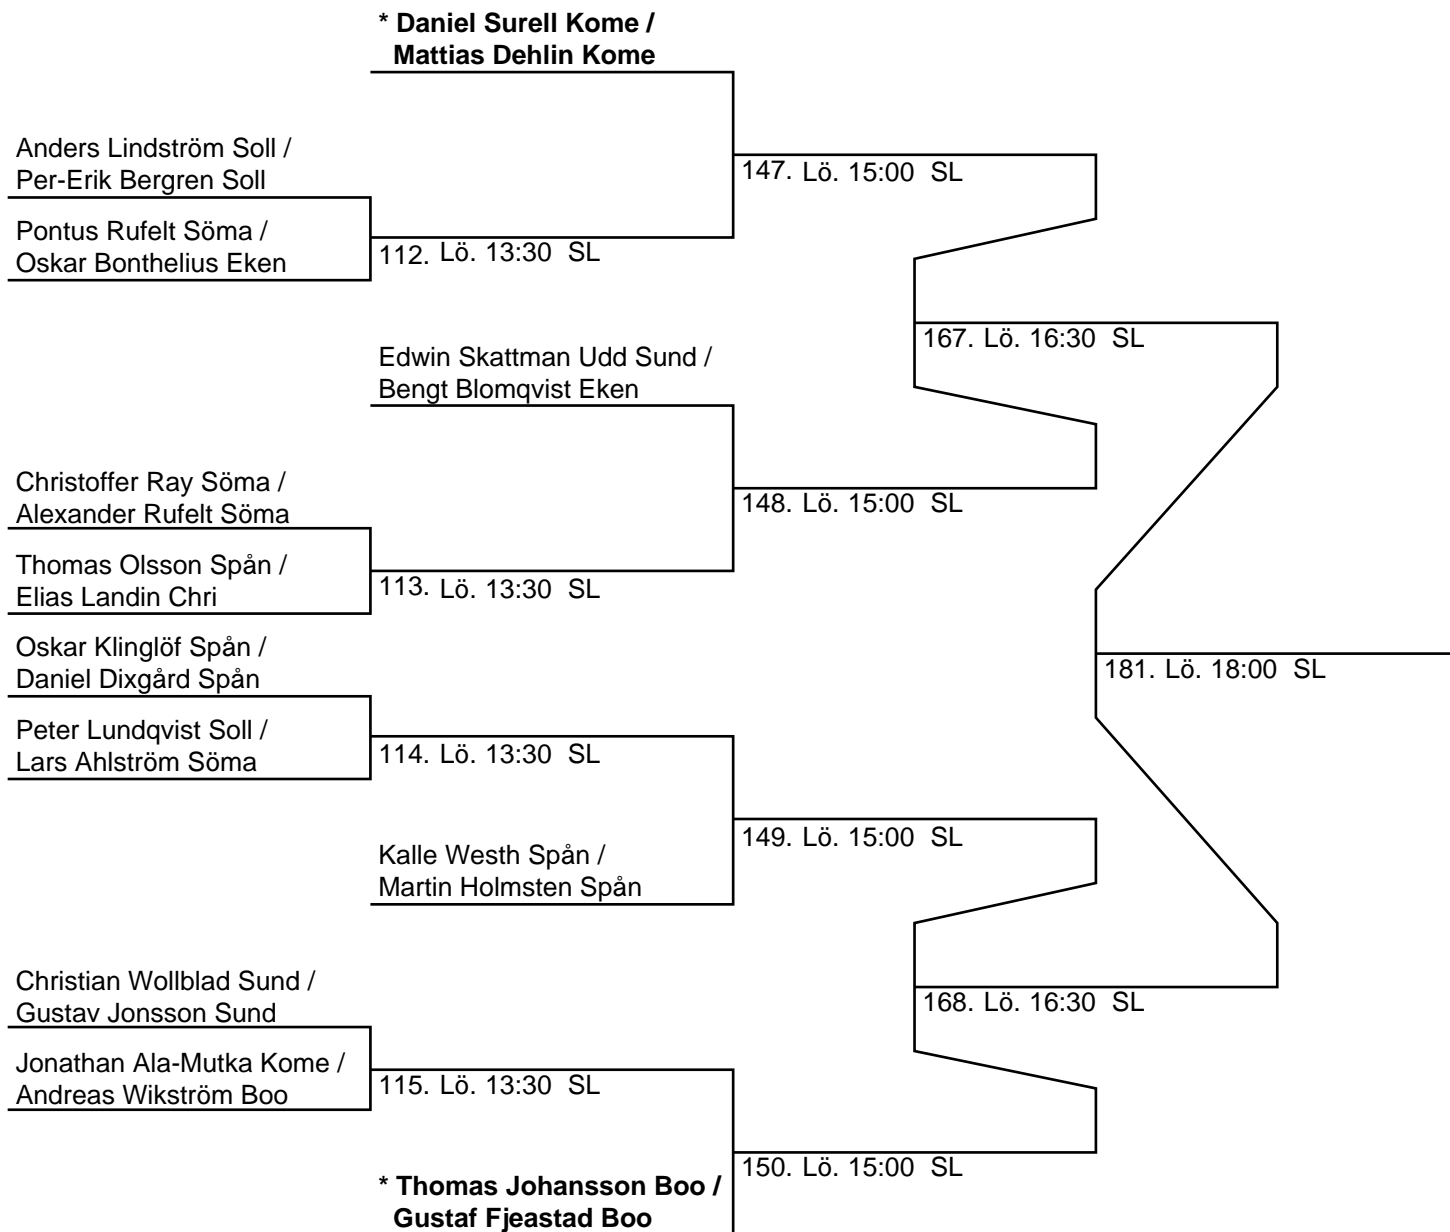 * Daniel Surell Kome /
Mattias Dehlin Kome
Anders Lindström Soll /
Per-Erik Bergren Soll
147. Lö. 15:00 SL
Pontus Rufelt Söma /
Oskar Bonthelius Eken
112. Lö. 13:30 SL
167. Lö. 16:30 SL
Edwin Skattman Udd Sund /
Bengt Blomqvist Eken
Christoffer Ray Söma /
Alexander Rufelt Söma
148. Lö. 15:00 SL
Thomas Olsson Spån /
Elias Landin Chri
113. Lö. 13:30 SL
Oskar Klinglöf Spån /
Daniel Dixgård Spån
181. Lö. 18:00 SL
Peter Lundqvist Soll /
Lars Ahlström Söma
114. Lö. 13:30 SL
149. Lö. 15:00 SL
Kalle Westh Spån /
Martin Holmsten Spån
Christian Wollblad Sund /
Gustav Jonsson Sund
168. Lö. 16:30 SL
Jonathan Ala-Mutka Kome /
Andreas Wikström Boo
115. Lö. 13:30 SL
150. Lö. 15:00 SL
* Thomas Johansson Boo /
Gustaf Fjeastad Boo